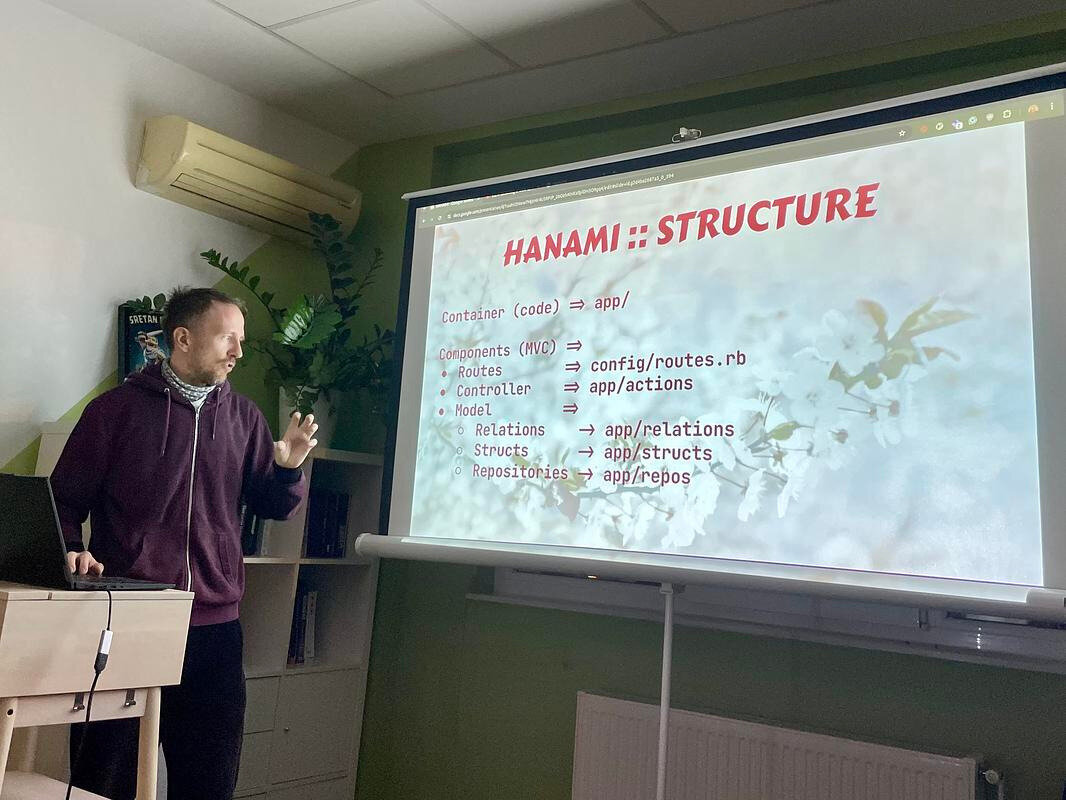 HANAMI :: STRUCTURE
Container (code) ⇒ app/
Components (MVC) ⇒
• Routes ⇒ config/routes.rb
• Controller ⇒ app/actions
• Model ⇒
○ Relations → app/relations
○ Structs → app/structs
○ Repositories → app/repos
SRETAN